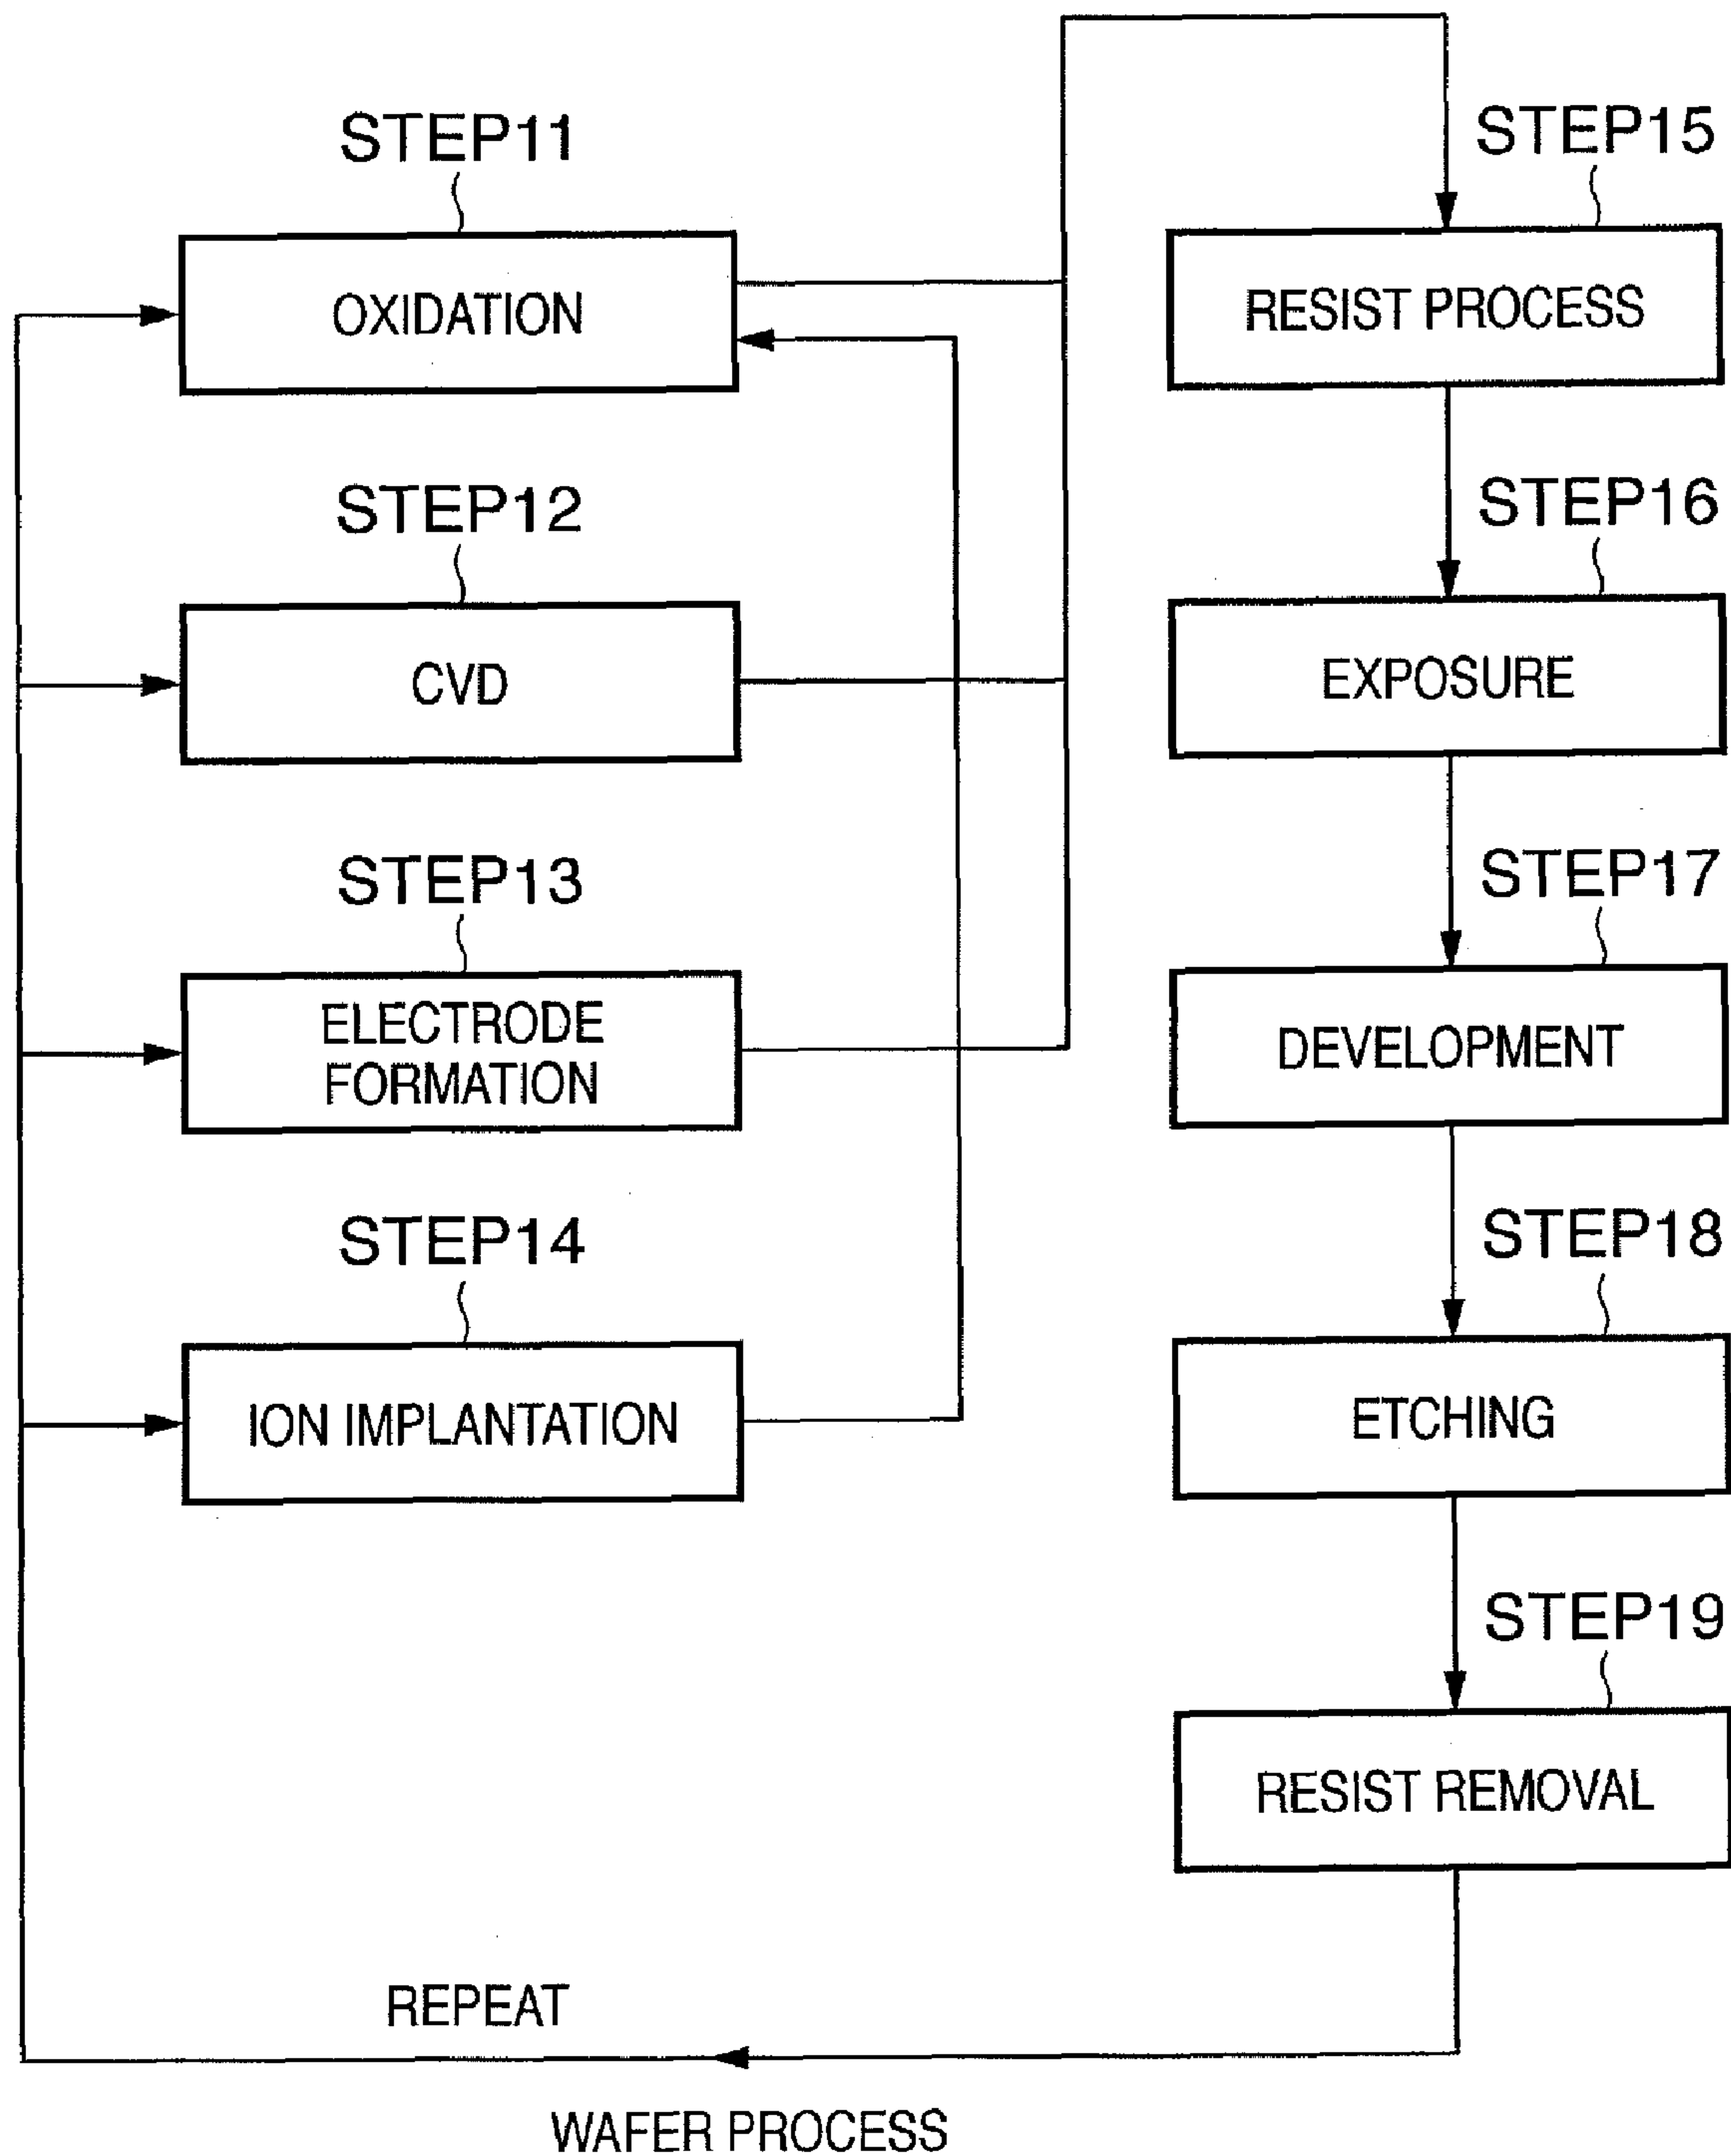 STEP11
OXIDATION
STEP12
CVD
STEP13
ELECTRODE
FORMATION
STEP14
ION IMPLANTATION
STEP15
RESIST PROCESS
STEP16
EXPOSURE
STEP17
DEVELOPMENT
STEP18
ETCHING
STEP19
RESIST REMOVAL
REPEAT
WAFER PROCESS